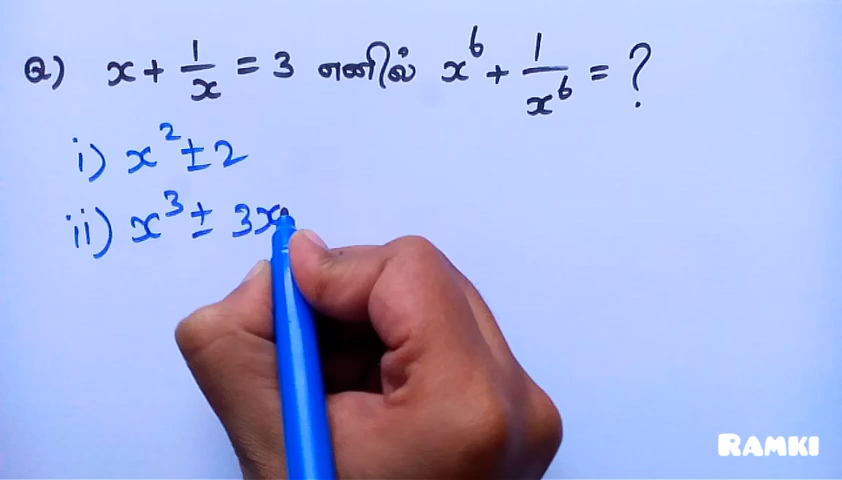 Q) x + 1/x = 3 எனில் x⁶ + 1/x⁶ = ?
i) x² ± 2
ii) x³ ± 3x
RAMKI